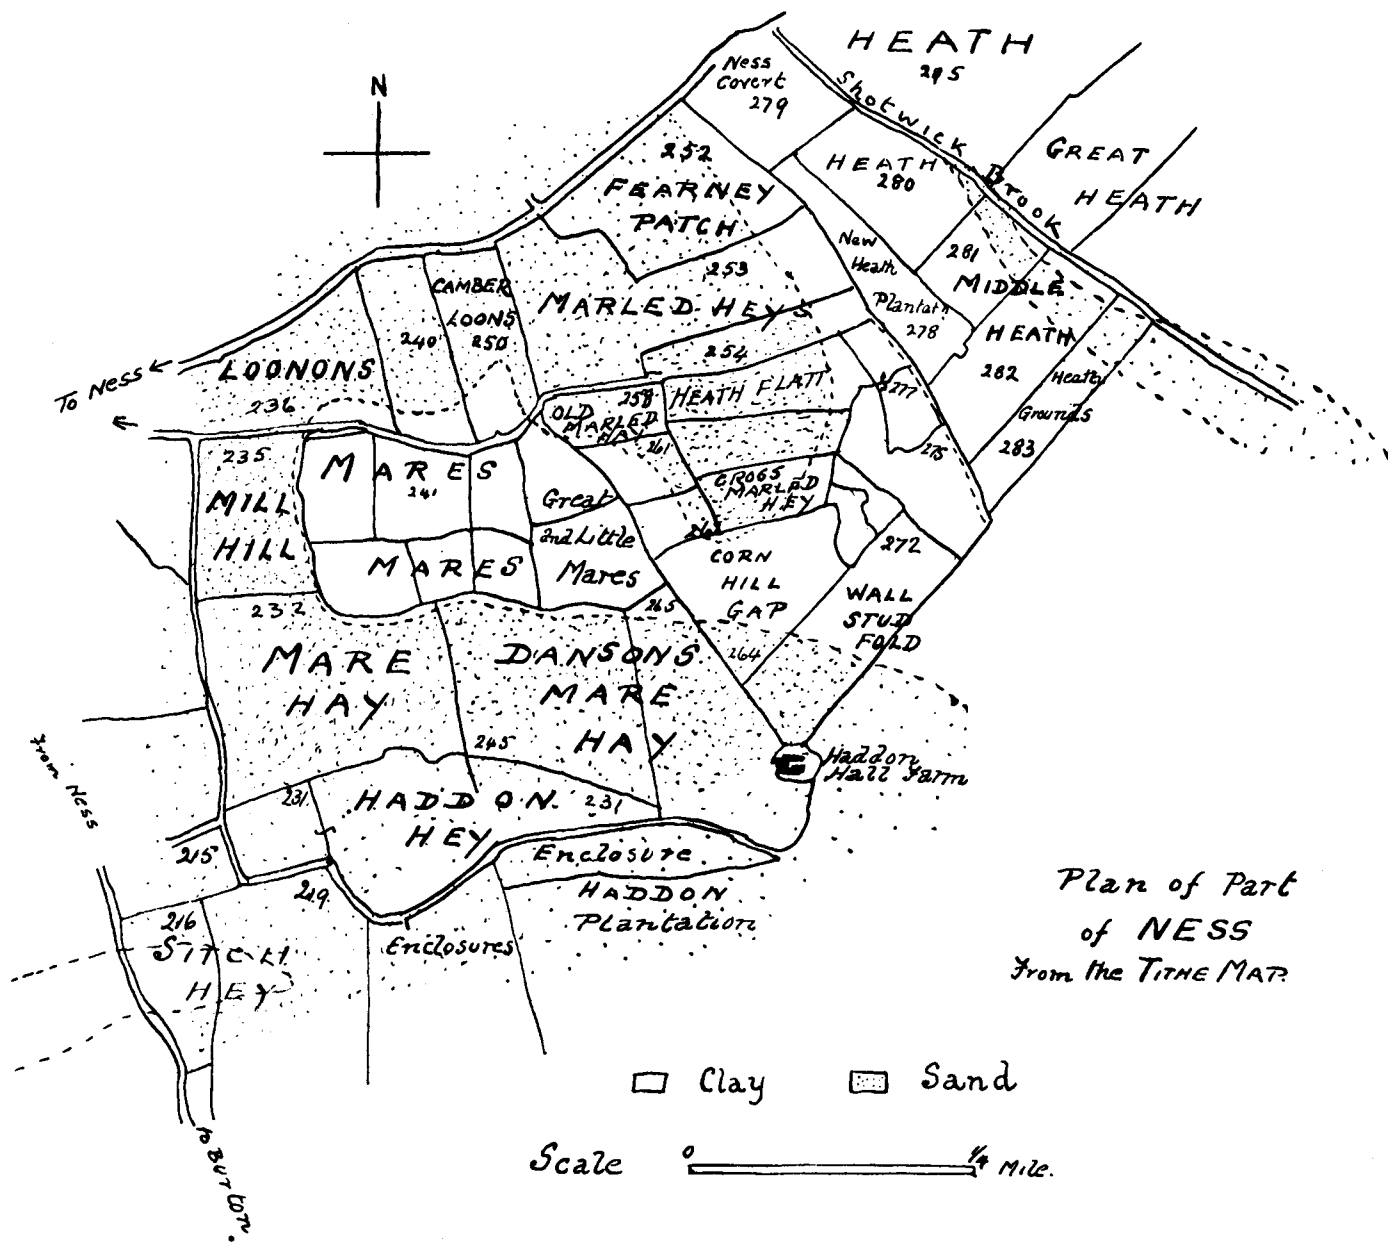 HEATH
295
Ness
Covert
279
Shotwick Brook
N
GREAT
HEATH
252
FEARNEY
PATCH
HEATH
280
New
Heath
Plantatn
278
281
MIDDLE
HEATH
282
Heath
Grounds
283
253
MARLED HEYS
CAMBER
LOONS
250
240
LOONONS
236
To Ness
254
HEATH FLATT
258
OLD
MARLED
HAY
261
277
275
235
MILL
HILL
MARES
241
Great
2nd Little
Mares
MARES
CROSS
MARLED
HEY
CORN
HILL
GAP
272
WALL
STUD
FOLD
264
265
232
MARE
HAY
DANSONS
MARE
HAY
245
Haddon
Hall Farm
231
HADDON
HEY
231
From Ness
215
219
Enclosure
HADDON
Plantation
Enclosures
216
SITCH
HEY
Plan of Part
of NESS
From the TITHE MAP.
Clay
Sand
Scale
0
1/4 Mile.
to BURTON.